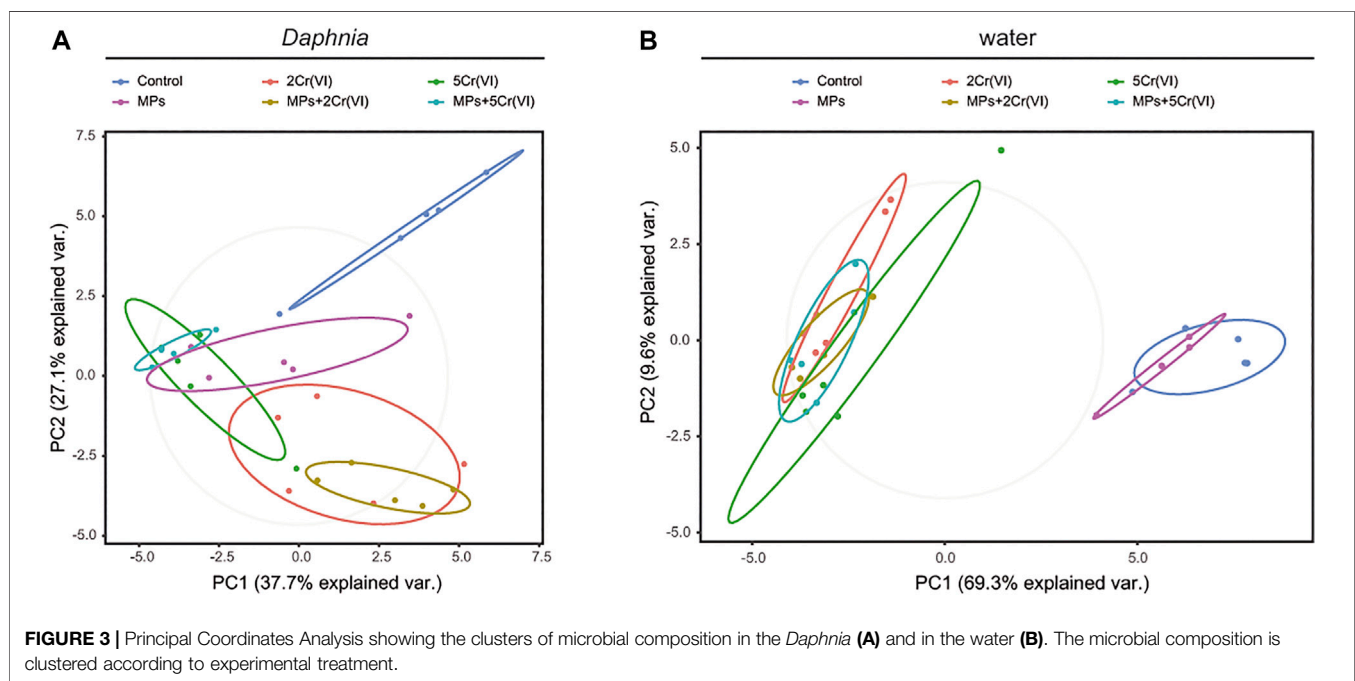 A
Daphnia
Control
2Cr(VI)
5Cr(VI)
MPs
MPs+2Cr(VI)
MPs+5Cr(VI)
7.5
5.0
2.5
0.0
-2.5
-5.0
PC2 (27.1% explained var.)
-5.0 -2.5 0.0 2.5 5.0 7.5
PC1 (37.7% explained var.)
B
water
Control
2Cr(VI)
5Cr(VI)
MPs
MPs+2Cr(VI)
MPs+5Cr(VI)
5.0
2.5
0.0
-2.5
-5.0
PC2 (9.6% explained var.)
-5.0 0.0 5.0
PC1 (69.3% explained var.)
FIGURE 3 | Principal Coordinates Analysis showing the clusters of microbial composition in the Daphnia (A) and in the water (B). The microbial composition is
clustered according to experimental treatment.